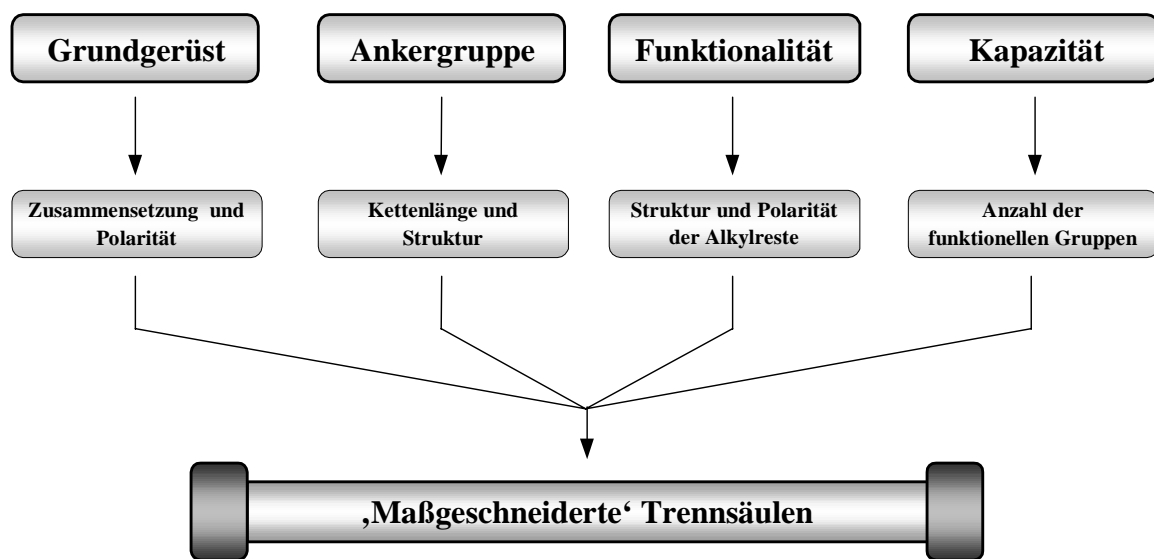 Grundgerüst
Ankergruppe
Funktionalität
Kapazität
Zusammensetzung und
Polarität
Kettenlänge und
Struktur
Struktur und Polarität
der Alkylreste
Anzahl der
funktionellen Gruppen
‚Maßgeschneiderte‘ Trennsäulen